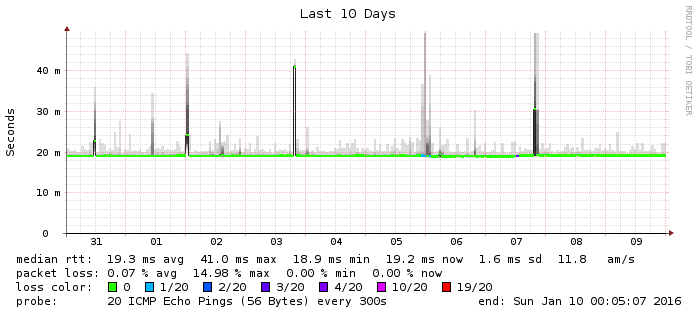 Last 10 Days
RRDTOOL / TOBI OETIKER
Seconds
40 m
30 m
20 m
10 m
0
31 01 02 03 04 05 06 07 08 09
median rtt: 19.3 ms avg 41.0 ms max 18.9 ms min 19.2 ms now 1.6 ms sd 11.8 am/s
packet loss: 0.07 % avg 14.98 % max 0.00 % min 0.00 % now
loss color: 0 1/20 2/20 3/20 4/20 10/20 19/20
probe: 20 ICMP Echo Pings (56 Bytes) every 300s end: Sun Jan 10 00:05:07 2016